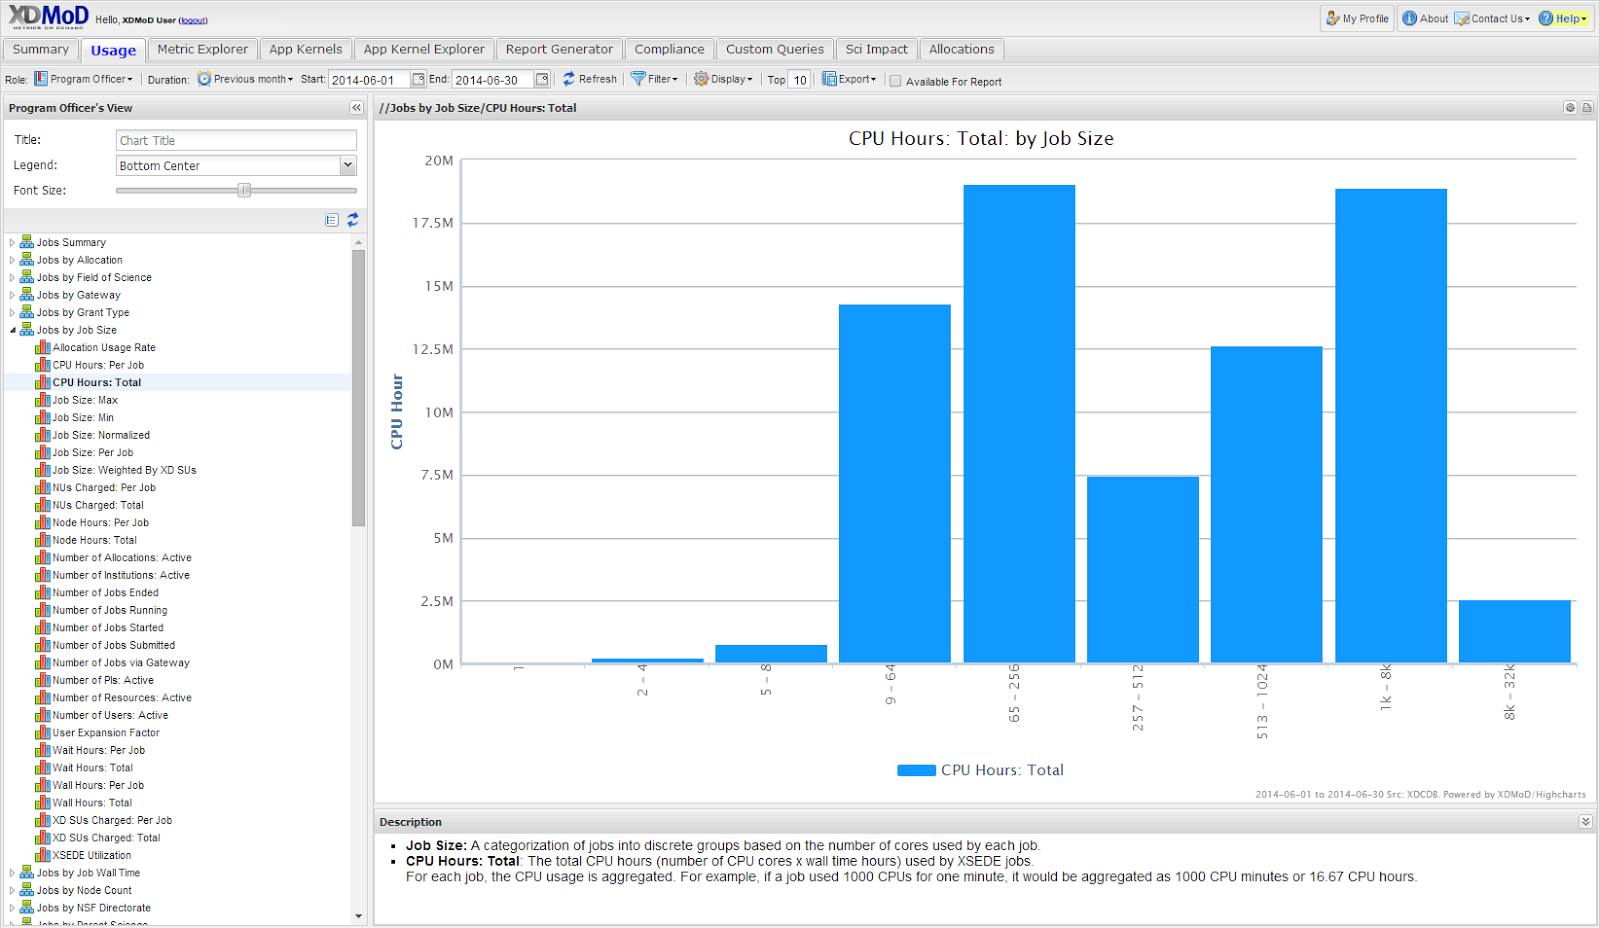 XDMoD
METRICS ON DEMAND
Hello, XDMoD User (logout)
My Profile
About
Contact Us
Help
Summary
Usage
Metric Explorer
App Kernels
App Kernel Explorer
Report Generator
Compliance
Custom Queries
Sci Impact
Allocations
Role: Program Officer
Duration: Previous month
Start: 2014-06-01
End: 2014-06-30
Refresh
Filter
Display
Top 10
Export
Available For Report
Program Officer's View
Title: Chart Title
Legend: Bottom Center
Font Size:
Jobs Summary
Jobs by Allocation
Jobs by Field of Science
Jobs by Gateway
Jobs by Grant Type
Jobs by Job Size
Allocation Usage Rate
CPU Hours: Per Job
CPU Hours: Total
Job Size: Max
Job Size: Min
Job Size: Normalized
Job Size: Per Job
Job Size: Weighted By XD SUs
NUs Charged: Per Job
NUs Charged: Total
Node Hours: Per Job
Node Hours: Total
Number of Allocations: Active
Number of Institutions: Active
Number of Jobs Ended
Number of Jobs Running
Number of Jobs Started
Number of Jobs Submitted
Number of Jobs via Gateway
Number of PIs: Active
Number of Resources: Active
Number of Users: Active
User Expansion Factor
Wait Hours: Per Job
Wait Hours: Total
Wall Hours: Per Job
Wall Hours: Total
XD SUs Charged: Per Job
XD SUs Charged: Total
XSEDE Utilization
Jobs by Job Wall Time
Jobs by Node Count
Jobs by NSF Directorate
Jobs by Parent Science
//Jobs by Job Size/CPU Hours: Total
CPU Hours: Total: by Job Size
20M
17.5M
15M
12.5M
10M
7.5M
5M
2.5M
0M
CPU Hour
1
2 – 4
5 – 8
9 – 64
65 – 256
257 – 512
513 – 1024
1k – 8k
8k – 32k
CPU Hours: Total
2014-06-01 to 2014-06-30 Src: XDCDB. Powered by XDMoD/Highcharts
Description
Job Size: A categorization of jobs into discrete groups based on the number of cores used by each job.
CPU Hours: Total: The total CPU hours (number of CPU cores x wall time hours) used by XSEDE jobs.
For each job, the CPU usage is aggregated. For example, if a job used 1000 CPUs for one minute, it would be aggregated as 1000 CPU minutes or 16.67 CPU hours.